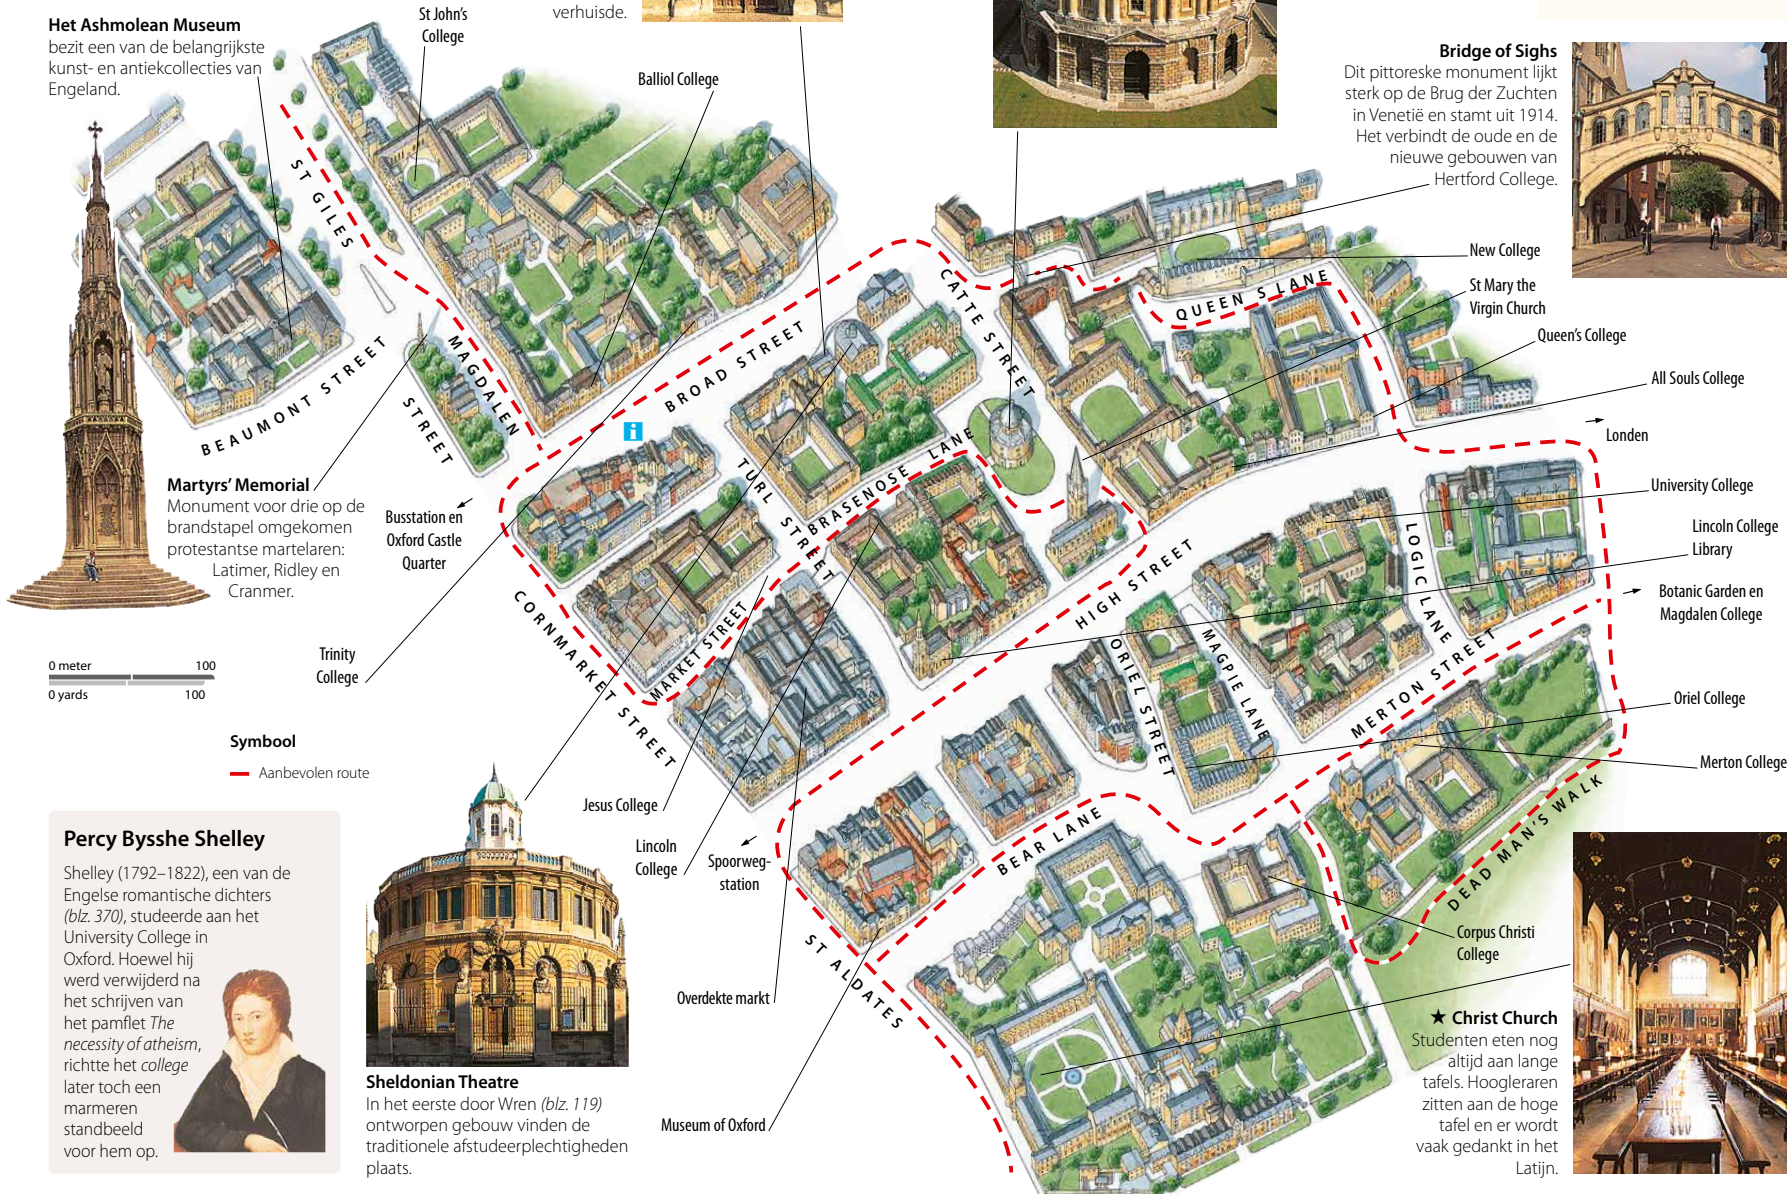 verhuisde.
Het Ashmolean Museum
bezit een van de belangrijkste
kunst- en antiekcollecties van
Engeland.
St John's
College
Balliol College
Bridge of Sighs
Dit pittoreske monument lijkt
sterk op de Brug der Zuchten
in Venetië en stamt uit 1914.
Het verbindt de oude en de
nieuwe gebouwen van
Hertford College.
New College
St Mary the
Virgin Church
Queen's College
All Souls College
Londen
University College
Lincoln College
Library
Botanic Garden en
Magdalen College
Oriel College
Merton College
ST GILES
MAGDALEN
STREET
BEAUMONT STREET
BROAD STREET
CATTE STREET
QUEEN S LANE
TURL STREET
BRASENOSE LANE
HIGH STREET
LOGIC LANE
MAGPIE LANE
ORIEL STREET
MERTON STREET
CORNMARKET STREET
MARKET STREET
BEAR LANE
DEAD MAN'S WALK
ST ALDATES
i
Martyrs' Memorial
Monument voor drie op de
brandstapel omgekomen
protestantse martelaren:
Latimer, Ridley en
Cranmer.
Busstation en
Oxford Castle
Quarter
Trinity
College
0 meter 100
0 yards 100
Symbool
Aanbevolen route
Jesus College
Lincoln
College
Spoorweg-
station
Overdekte markt
Museum of Oxford
Corpus Christi
College
Percy Bysshe Shelley
Shelley (1792–1822), een van de
Engelse romantische dichters
(blz. 370), studeerde aan het
University College in
Oxford. Hoewel hij
werd verwijderd na
het schrijven van
het pamflet The
necessity of atheism,
richtte het college
later toch een
marmeren
standbeeld
voor hem op.
Sheldonian Theatre
In het eerste door Wren (blz. 119)
ontworpen gebouw vinden de
traditionele afstudeerplechtigheden
plaats.
★ Christ Church
Studenten eten nog
altijd aan lange
tafels. Hoogleraren
zitten aan de hoge
tafel en er wordt
vaak gedankt in het
Latijn.